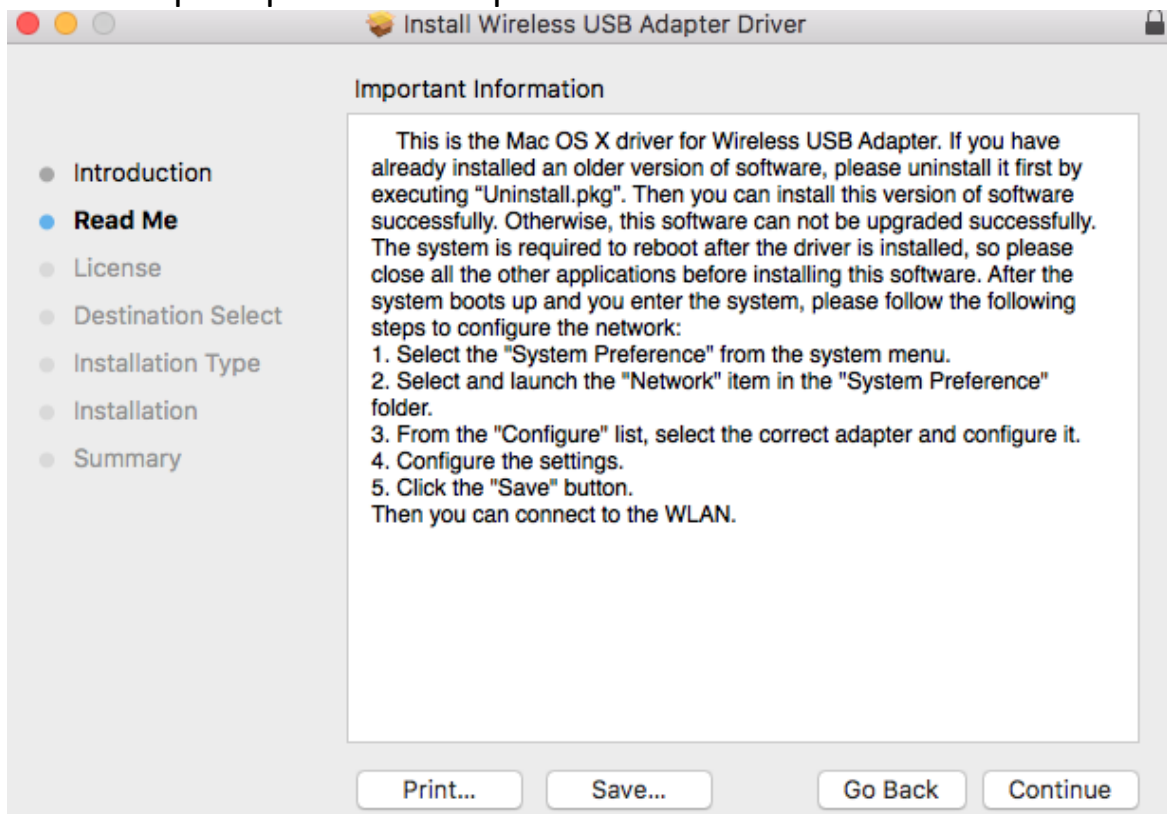 Install Wireless USB Adapter Driver
Important Information
Introduction
Read Me
License
Destination Select
Installation Type
Installation
Summary
This is the Mac OS X driver for Wireless USB Adapter. If you have
already installed an older version of software, please uninstall it first by
executing “Uninstall.pkg”. Then you can install this version of software
successfully. Otherwise, this software can not be upgraded successfully.
The system is required to reboot after the driver is installed, so please
close all the other applications before installing this software. After the
system boots up and you enter the system, please follow the following
steps to configure the network:
1. Select the "System Preference" from the system menu.
2. Select and launch the "Network" item in the "System Preference"
folder.
3. From the "Configure" list, select the correct adapter and configure it.
4. Configure the settings.
5. Click the "Save" button.
Then you can connect to the WLAN.
Print...
Save...
Go Back
Continue